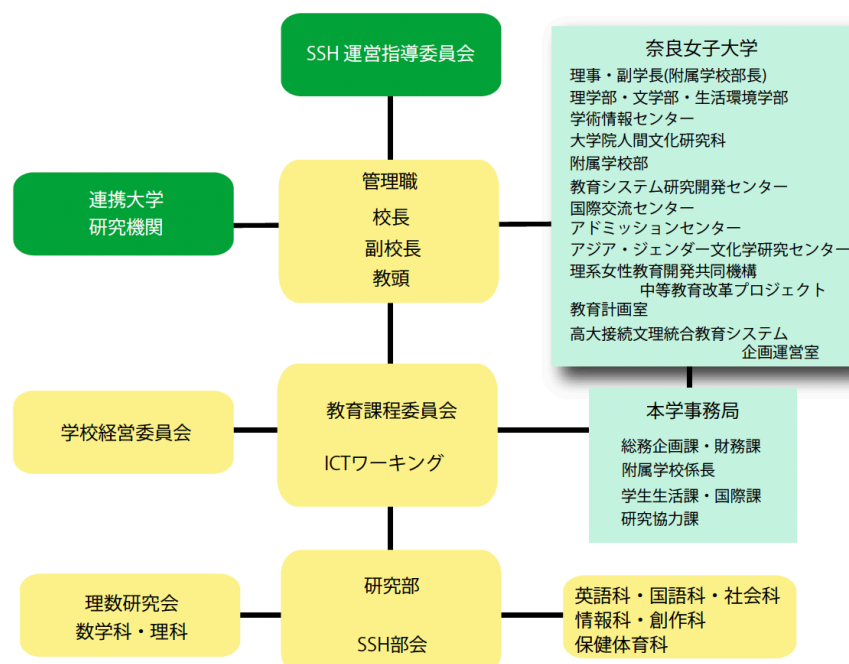 SSH 運営指導委員会
奈良女子大学
理事・副学長(附属学校部長)
理学部・文学部・生活環境学部
学術情報センター
大学院人間文化研究科
附属学校部
教育システム研究開発センター
国際交流センター
アドミッションセンター
アジア・ジェンダー文化学研究センター
理系女性教育開発共同機構
中等教育改革プロジェクト
教育計画室
高大接続文理統合教育システム
企画運営室
連携大学
研究機関
管理職
校長
副校長
教頭
学校経営委員会
教育課程委員会
ICTワーキング
本学事務局
総務企画課・財務課
附属学校係長
学生生活課・国際課
研究協力課
理数研究会
数学科・理科
研究部
SSH部会
英語科・国語科・社会科
情報科・創作科
保健体育科